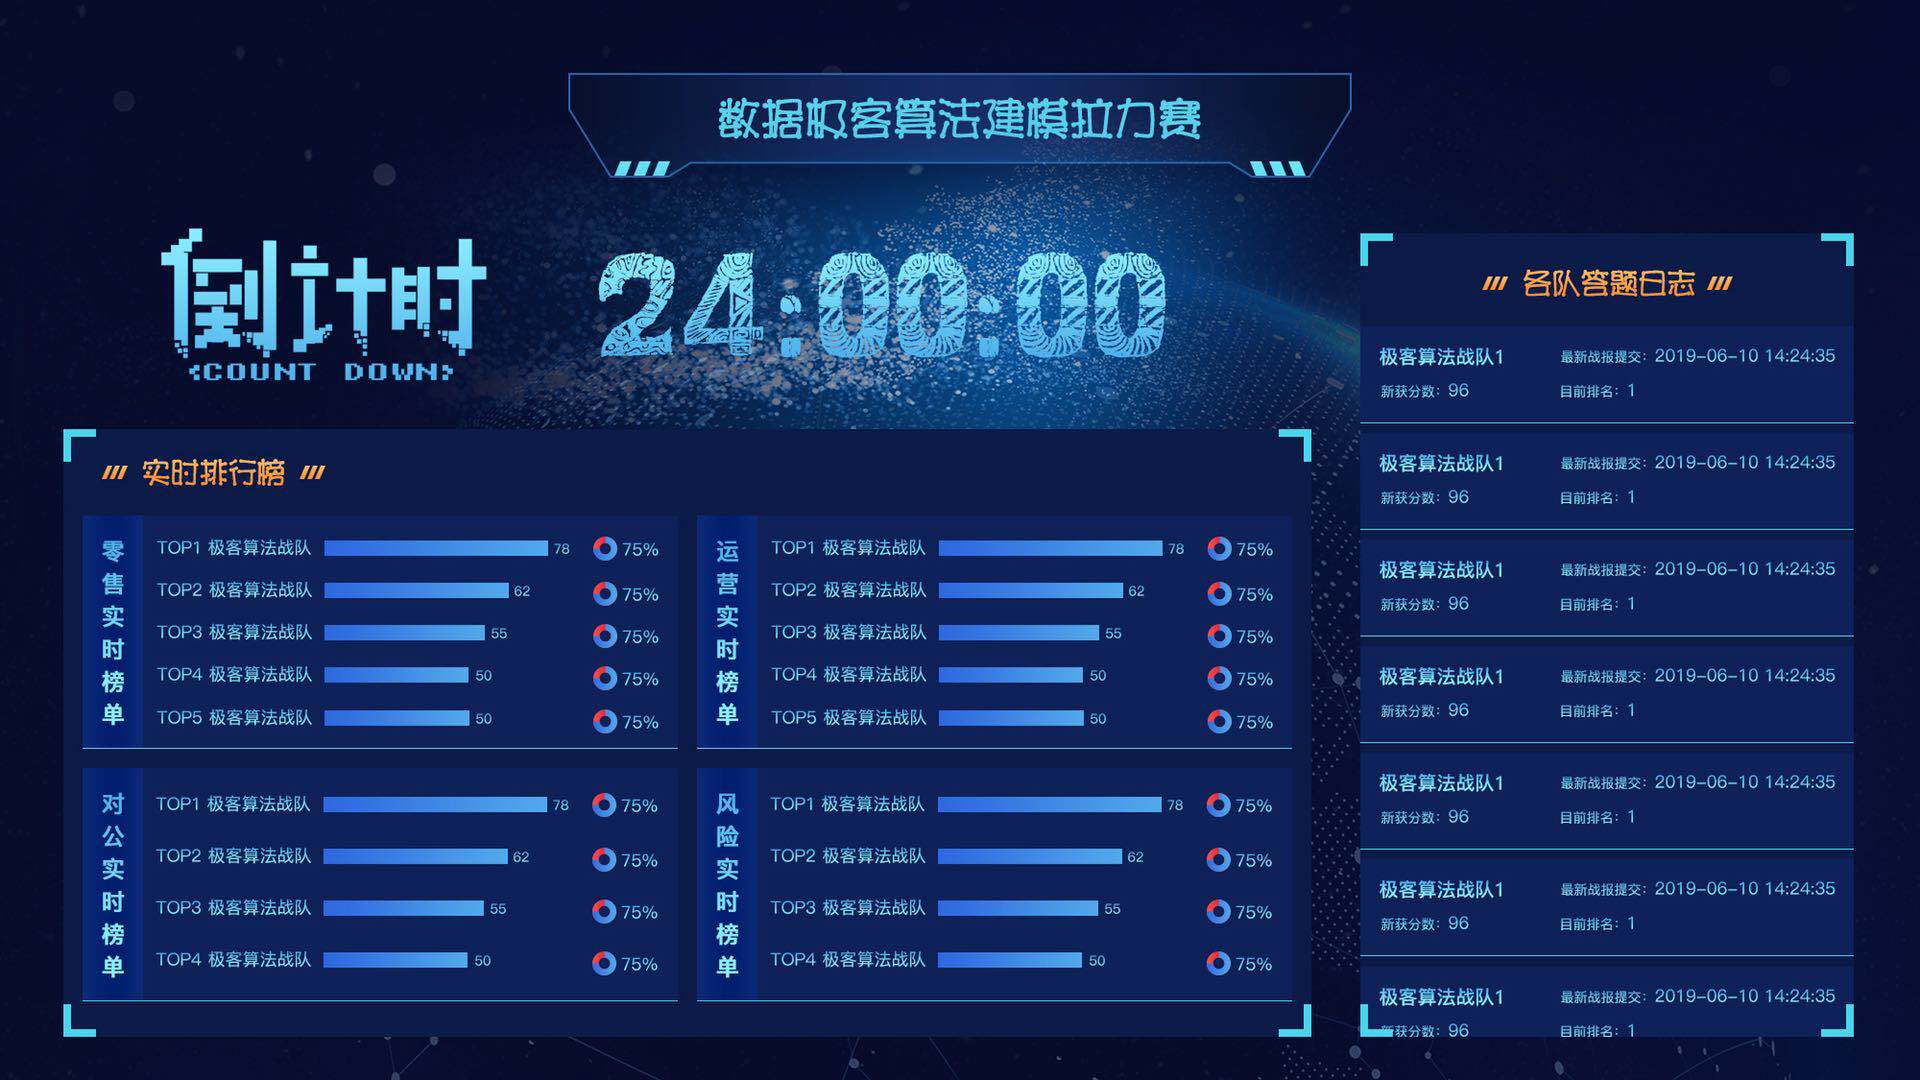 数据极客算法建模拉力赛
倒计时
COUNT DOWN
24:00:00
实时排行榜
零售实时榜单
TOP1 极客算法战队 78 75%
TOP2 极客算法战队 62 75%
TOP3 极客算法战队 55 75%
TOP4 极客算法战队 50 75%
TOP5 极客算法战队 50 75%
运营实时榜单
TOP1 极客算法战队 78 75%
TOP2 极客算法战队 62 75%
TOP3 极客算法战队 55 75%
TOP4 极客算法战队 50 75%
TOP5 极客算法战队 50 75%
对公实时榜单
TOP1 极客算法战队 78 75%
TOP2 极客算法战队 62 75%
TOP3 极客算法战队 55 75%
TOP4 极客算法战队 50 75%
风险实时榜单
TOP1 极客算法战队 78 75%
TOP2 极客算法战队 62 75%
TOP3 极客算法战队 55 75%
TOP4 极客算法战队 50 75%
各队答题日志
极客算法战队1 最新战报提交：2019-06-10 14:24:35
新获分数：96 目前排名：1
极客算法战队1 最新战报提交：2019-06-10 14:24:35
新获分数：96 目前排名：1
极客算法战队1 最新战报提交：2019-06-10 14:24:35
新获分数：96 目前排名：1
极客算法战队1 最新战报提交：2019-06-10 14:24:35
新获分数：96 目前排名：1
极客算法战队1 最新战报提交：2019-06-10 14:24:35
新获分数：96 目前排名：1
极客算法战队1 最新战报提交：2019-06-10 14:24:35
新获分数：96 目前排名：1
极客算法战队1 最新战报提交：2019-06-10 14:24:35
新获分数：96 目前排名：1